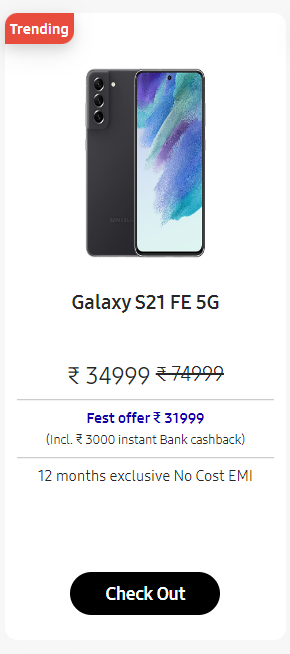 Trending
Galaxy S21 FE 5G
₹ 34999 ₹ 74999
Fest offer ₹ 31999
(Incl. ₹ 3000 instant Bank cashback)
12 months exclusive No Cost EMI
Check Out